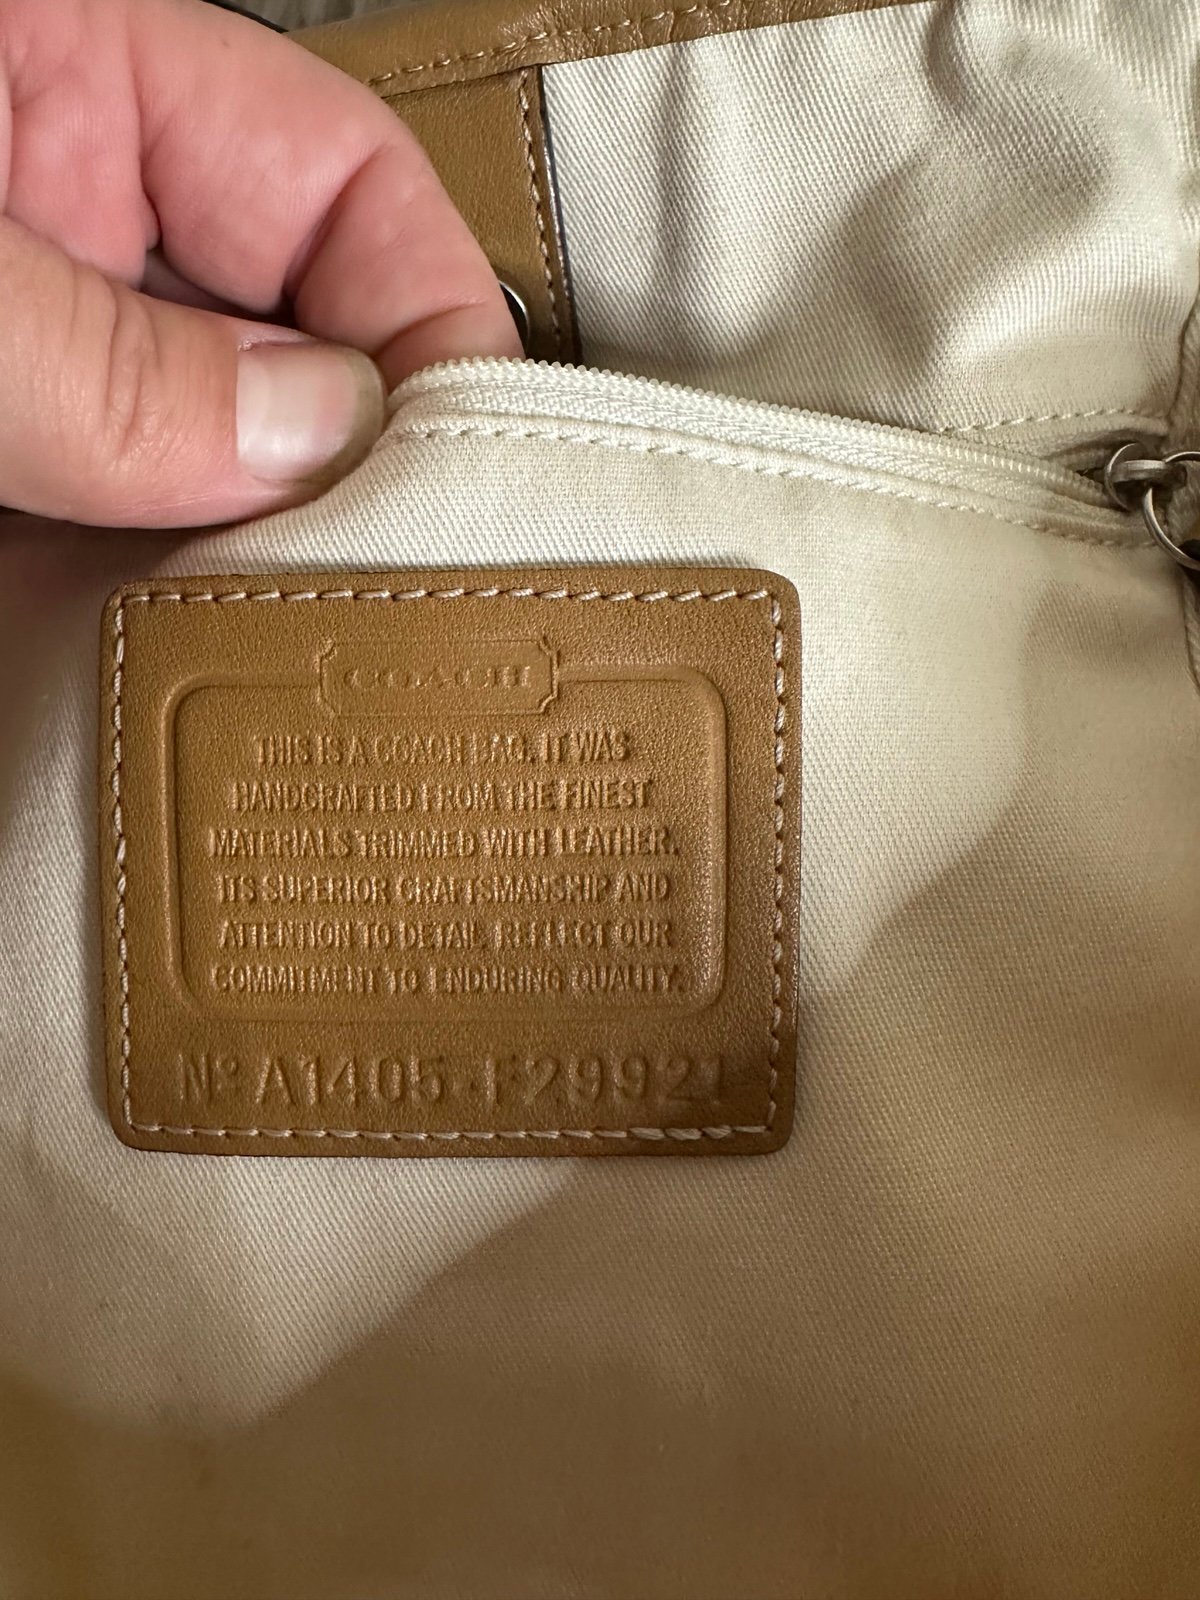 COACH
THIS IS A COACH BAG. IT WAS
HANDCRAFTED FROM THE FINEST
MATERIALS TRIMMED WITH LEATHER.
ITS SUPERIOR CRAFTSMANSHIP AND
ATTENTION TO DETAIL REFLECT OUR
COMMITMENT TO ENDURING QUALITY.
Nº A1405-F29921